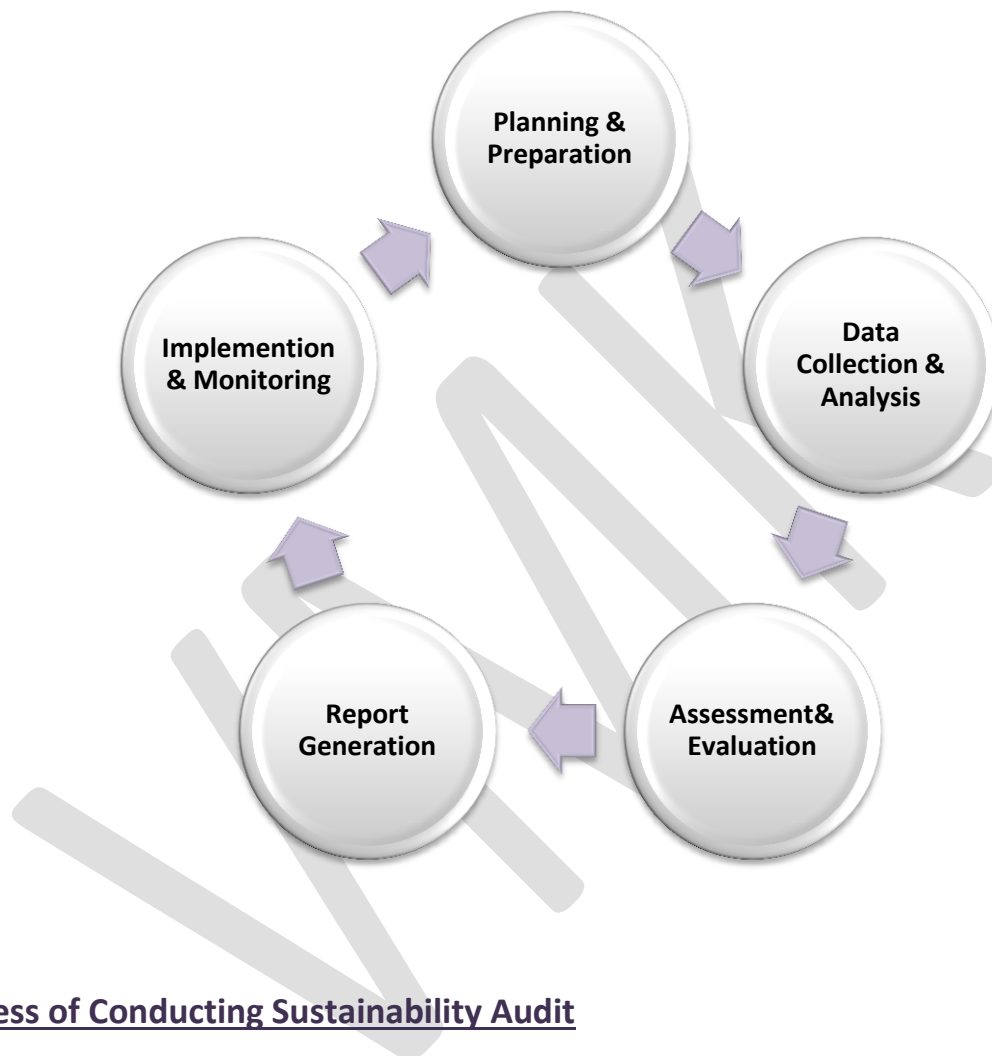 Planning &
Preparation
Data
Collection &
Analysis
Assessment&
Evaluation
Report
Generation
Implemention
& Monitoring
ess of Conducting Sustainability Audit